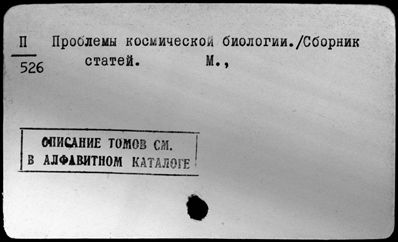 П Проблемы космической биологии./Сборник
526 статей. М.,
ОПИСАНИЕ ТОМОВ СМ.
В АЛФАВИТНОМ КАТАЛОГЕ